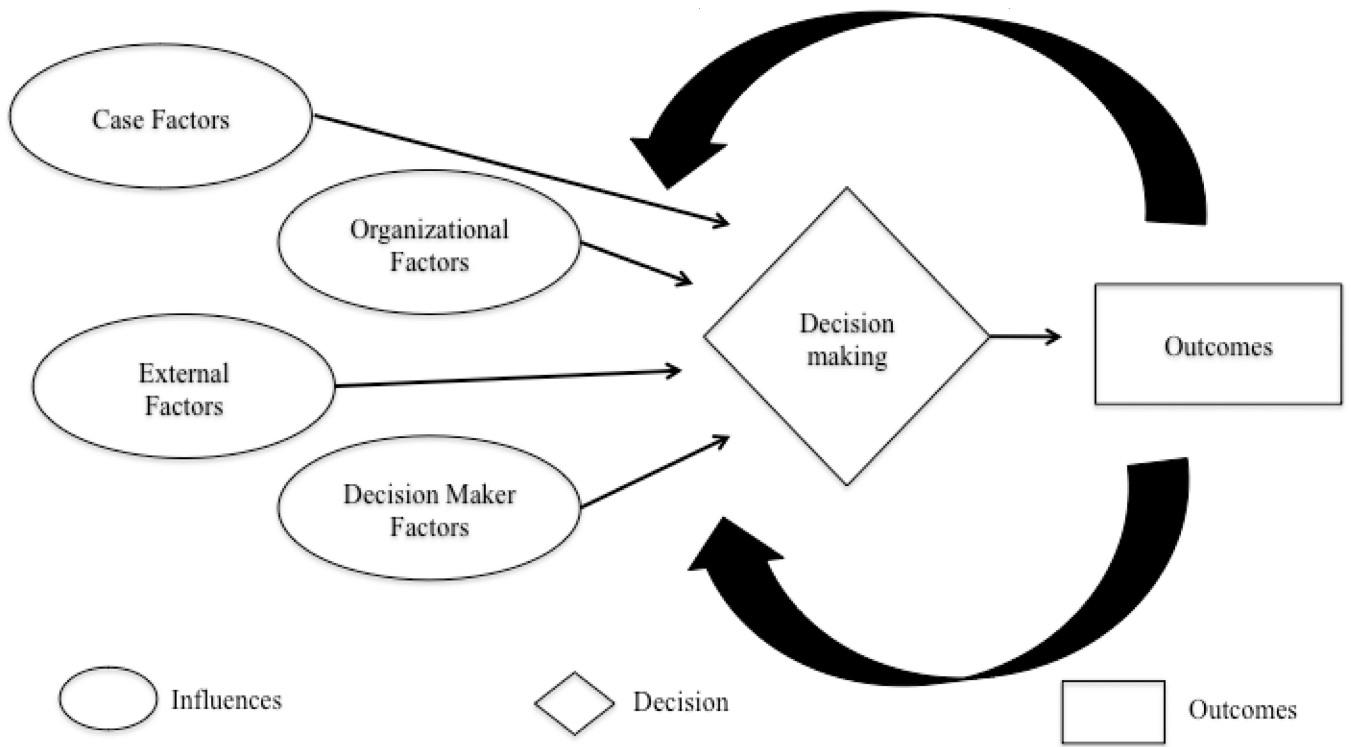 Case Factors
Organizational
Factors
External
Factors
Decision Maker
Factors
Decision
making
Outcomes
Influences
Decision
Outcomes